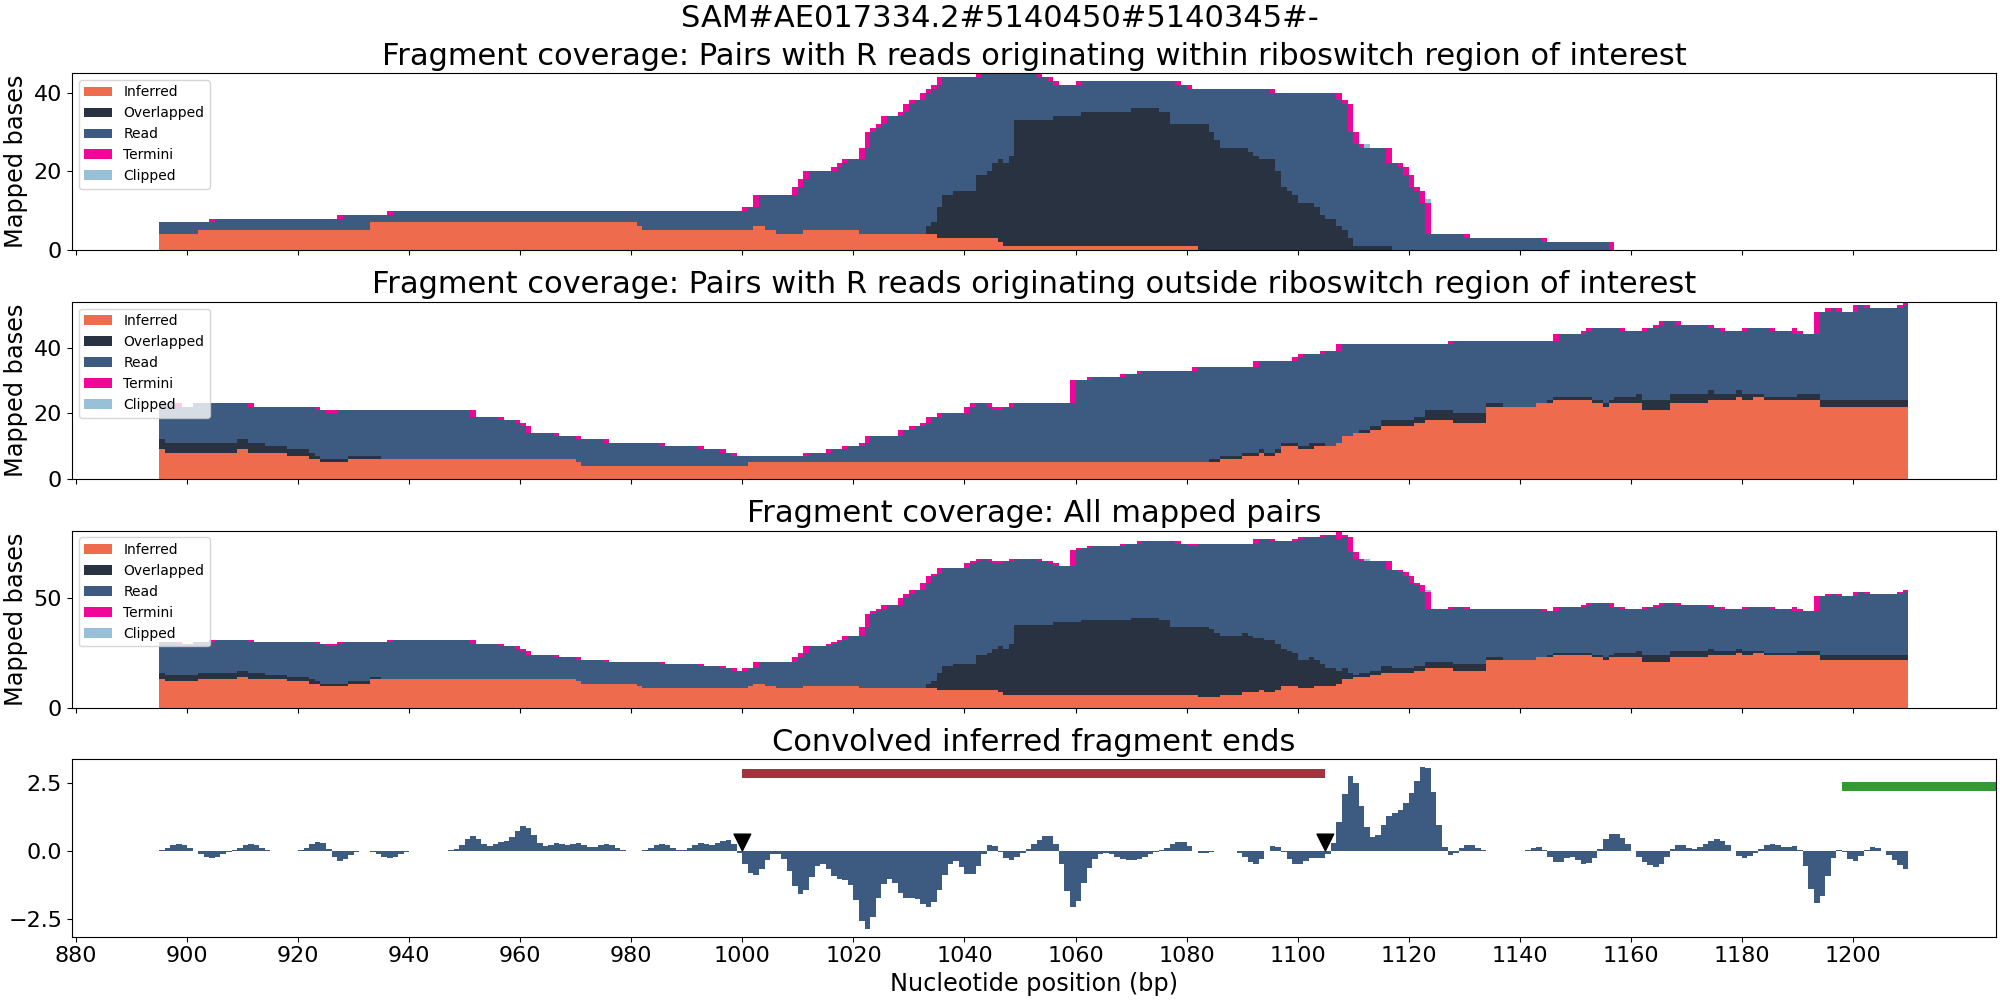 SAM#AE017334.2#5140450#5140345#-
Fragment coverage: Pairs with R reads originating within riboswitch region of interest
Mapped bases
40
20
0
Inferred
Overlapped
Read
Termini
Clipped
Fragment coverage: Pairs with R reads originating outside riboswitch region of interest
Mapped bases
40
20
0
Inferred
Overlapped
Read
Termini
Clipped
Fragment coverage: All mapped pairs
Mapped bases
50
0
Inferred
Overlapped
Read
Termini
Clipped
Convolved inferred fragment ends
2.5
0.0
−2.5
880 900 920 940 960 980 1000 1020 1040 1060 1080 1100 1120 1140 1160 1180 1200
Nucleotide position (bp)